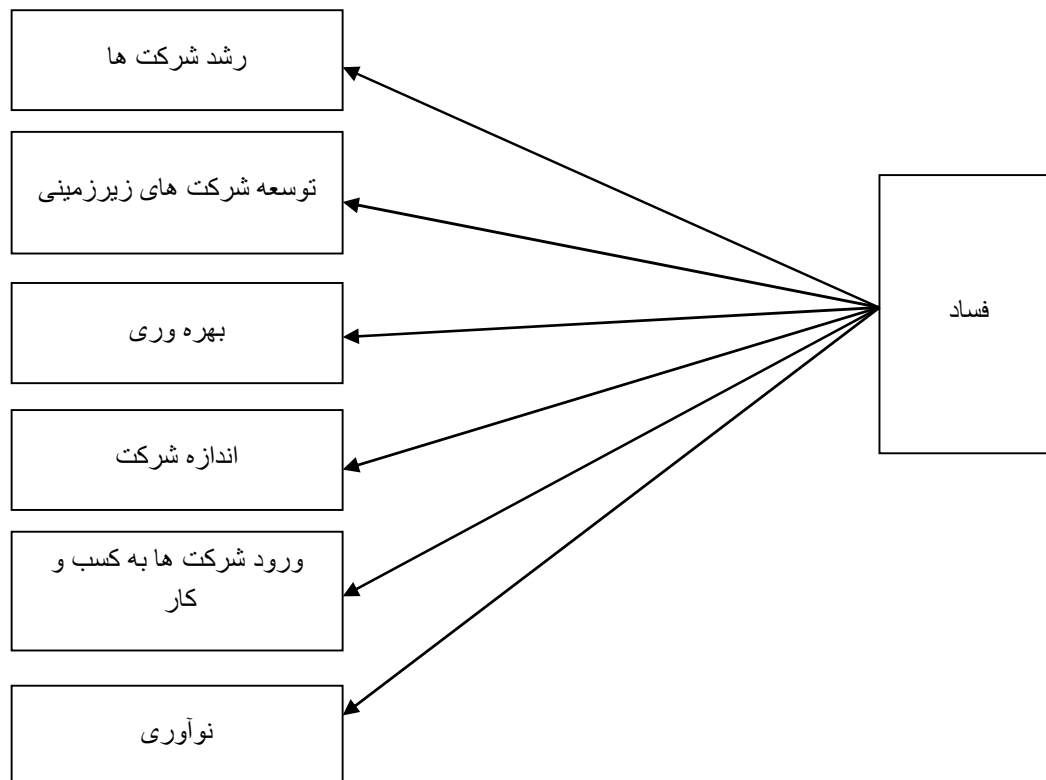 رشد شرکت ها
توسعه شرکت های زیرزمینی
فساد
بهره وری
اندازه شرکت
ورود شرکت ها به کسب و
کار
نوآوری